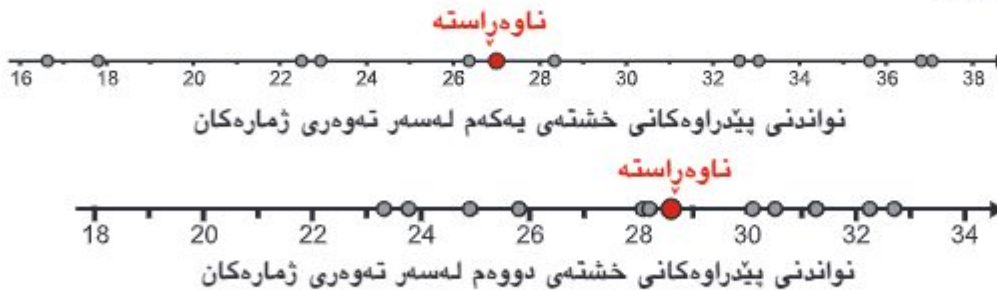 ناوەڕاستە
16 18 20 22 24 26 28 30 32 34 36 38
نواندنی پێدراوەکانی خشتەی یەکەم لەسەر تەوەری ژمارەکان
ناوەڕاستە
18 20 22 24 26 28 30 32 34
نواندنی پێدراوەکانی خشتەی دووەم لەسەر تەوەری ژمارەکان